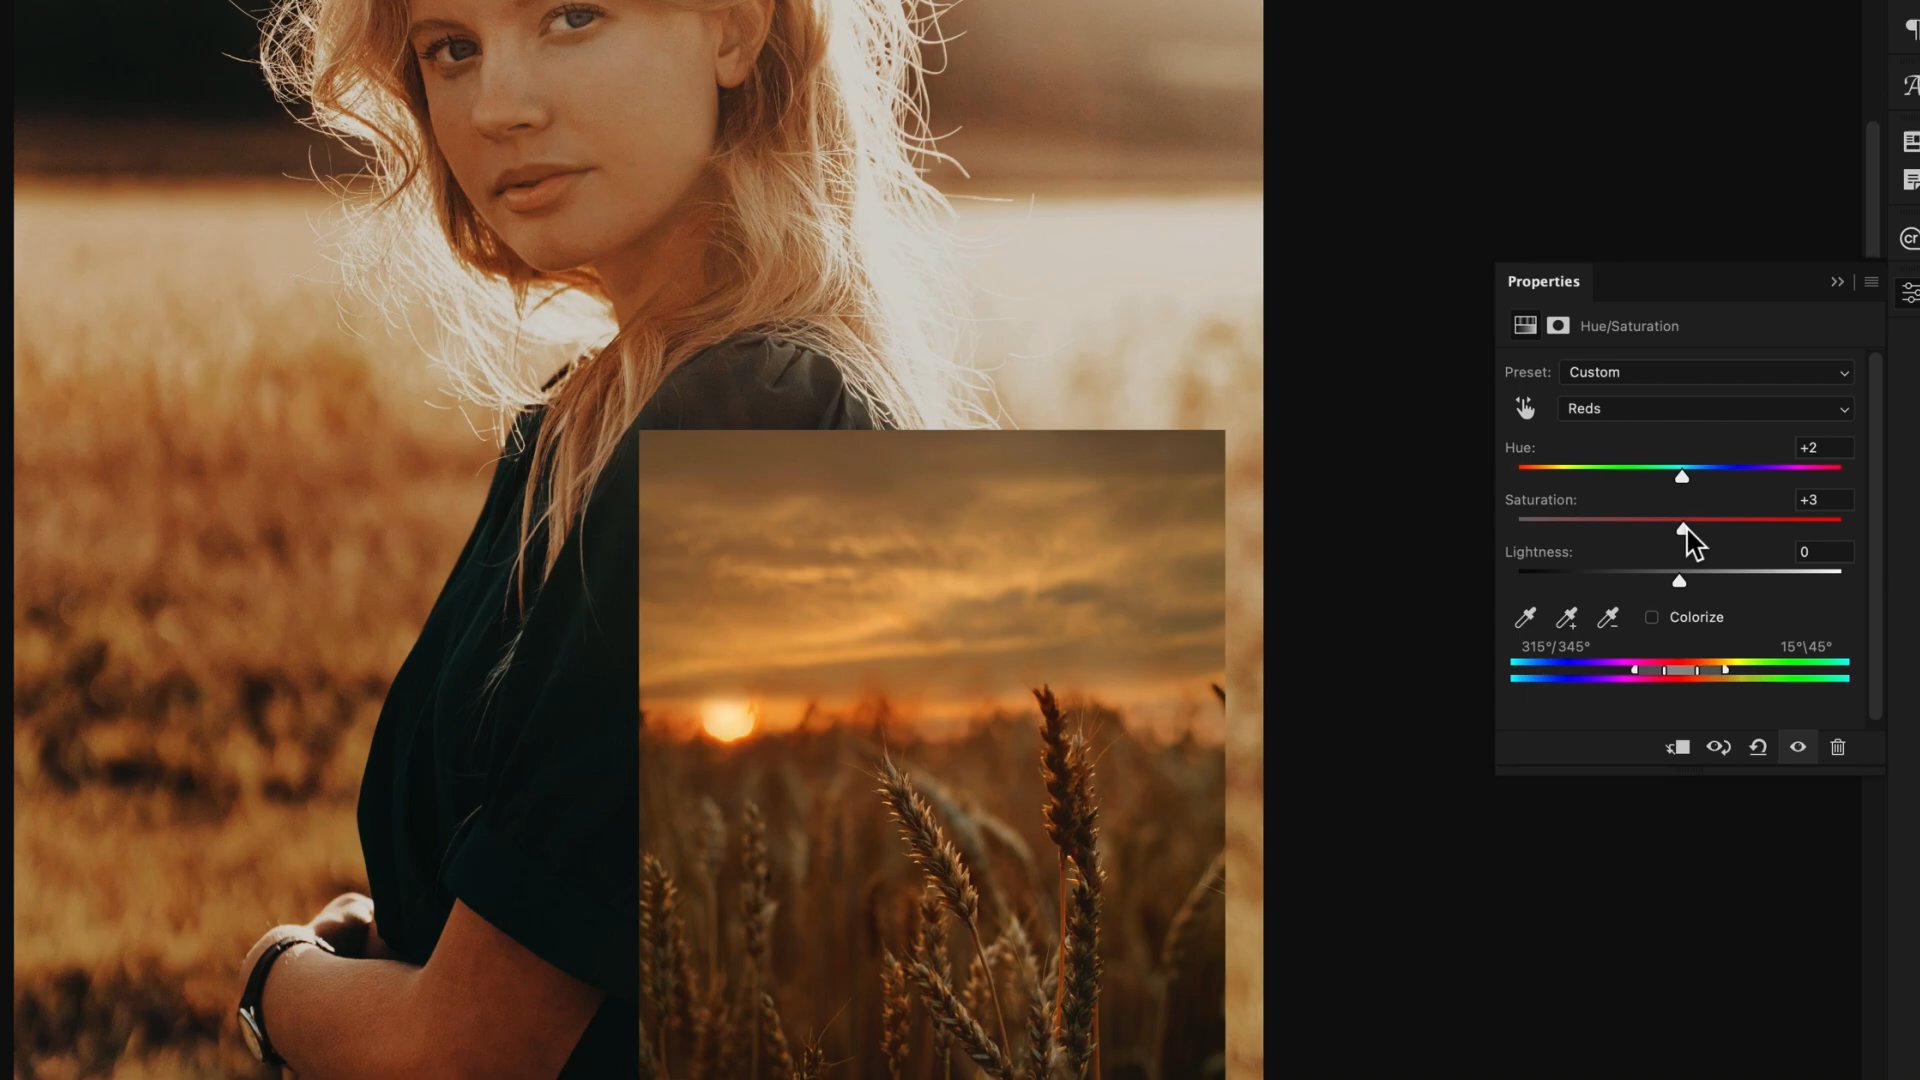 Properties
Hue/Saturation
Preset: Custom
Reds
Hue: +2
Saturation: +3
Lightness: 0
Colorize
315°/345° 15°\45°